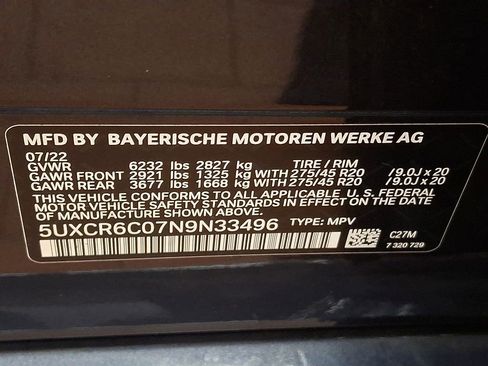 MFD BY BAYERISCHE MOTOREN WERKE AG
07/22
GVWR 6232 lbs 2827 kg TIRE / RIM
GAWR FRONT 2921 lbs 1325 kg WITH 275/45 R20 /9.0J x 20
GAWR REAR 3677 lbs 1668 kg WITH 275/45 R20 /9.0J x 20
THIS VEHICLE CONFORMS TO ALL APPLICABLE U. S. FEDERAL
MOTOR VEHICLE SAFETY STANDARDS IN EFFECT ON THE
DATE OF MANUFACTURE SHOWN ABOVE.
5UXCR6C07N9N33496 TYPE: MPV
C27M
7 320 729